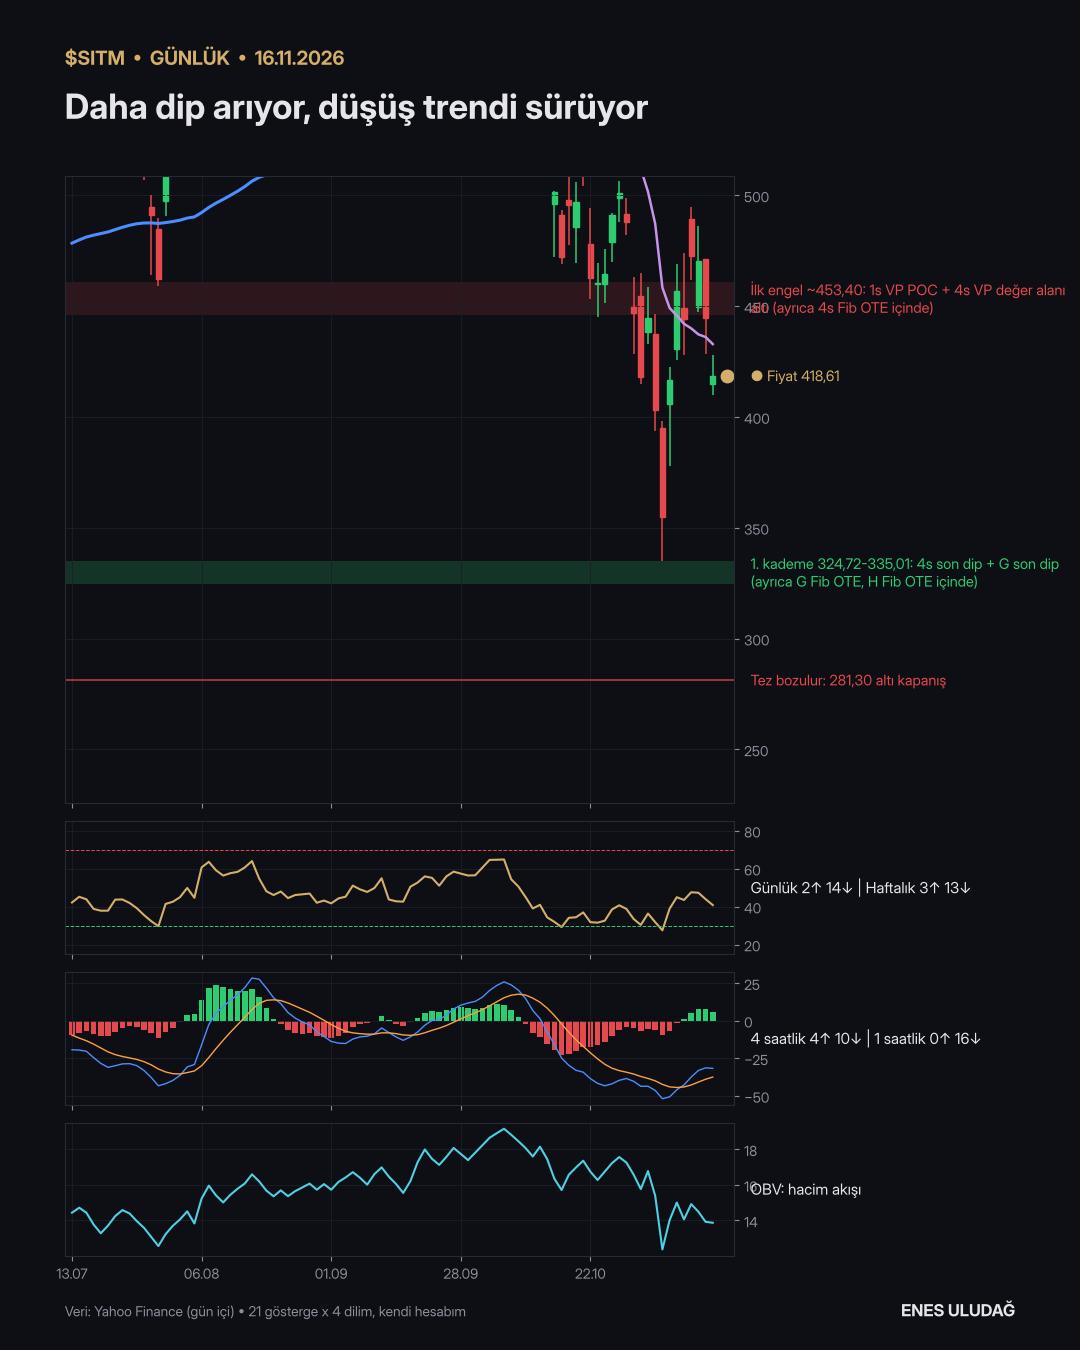 $SITM • GÜNLÜK • 16.11.2026
Daha dip arıyor, düşüş trendi sürüyor
500
İlk engel ~453,40: 1s VP POC + 4s VP değer alanı
450
altı (ayrıca 4s Fib OTE içinde)
Fiyat 418,61
400
350
1. kademe 324,72-335,01: 4s son dip + G son dip
(ayrıca G Fib OTE, H Fib OTE içinde)
300
Tez bozulur: 281,30 altı kapanış
250
80
60
Günlük 2↑ 14↓ | Haftalık 3↑ 13↓
40
20
25
0
4 saatlik 4↑ 10↓ | 1 saatlik 0↑ 16↓
−25
−50
18
16
OBV: hacim akışı
14
13.07 06.08 01.09 28.09 22.10
Veri: Yahoo Finance (gün içi) • 21 gösterge x 4 dilim, kendi hesabım
ENES ULUDAĞ